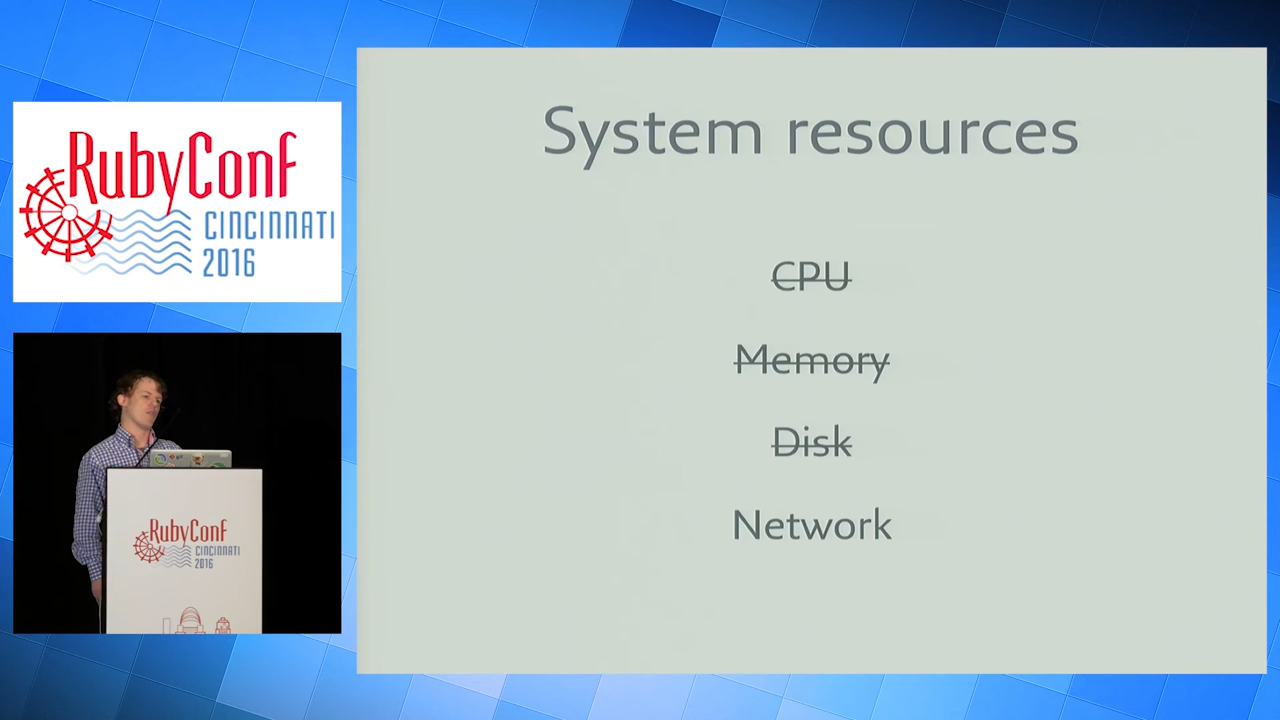 RubyConf
CINCINNATI
2016
System resources
CPU
Memory
Disk
Network
RubyConf
CINCINNATI
2016